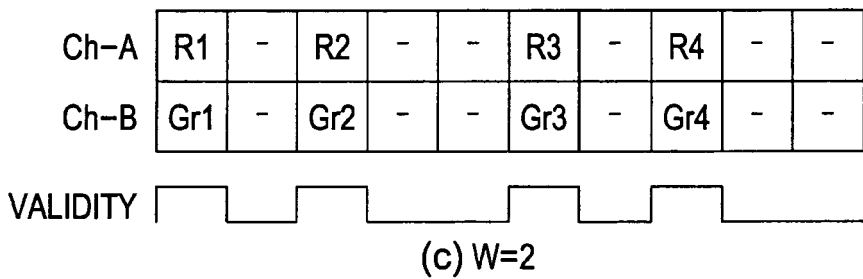 Ch-A R1 - R2 - - R3 - R4 - -
Ch-B Gr1 - Gr2 - - Gr3 - Gr4 - -
VALIDITY
(c) W=2